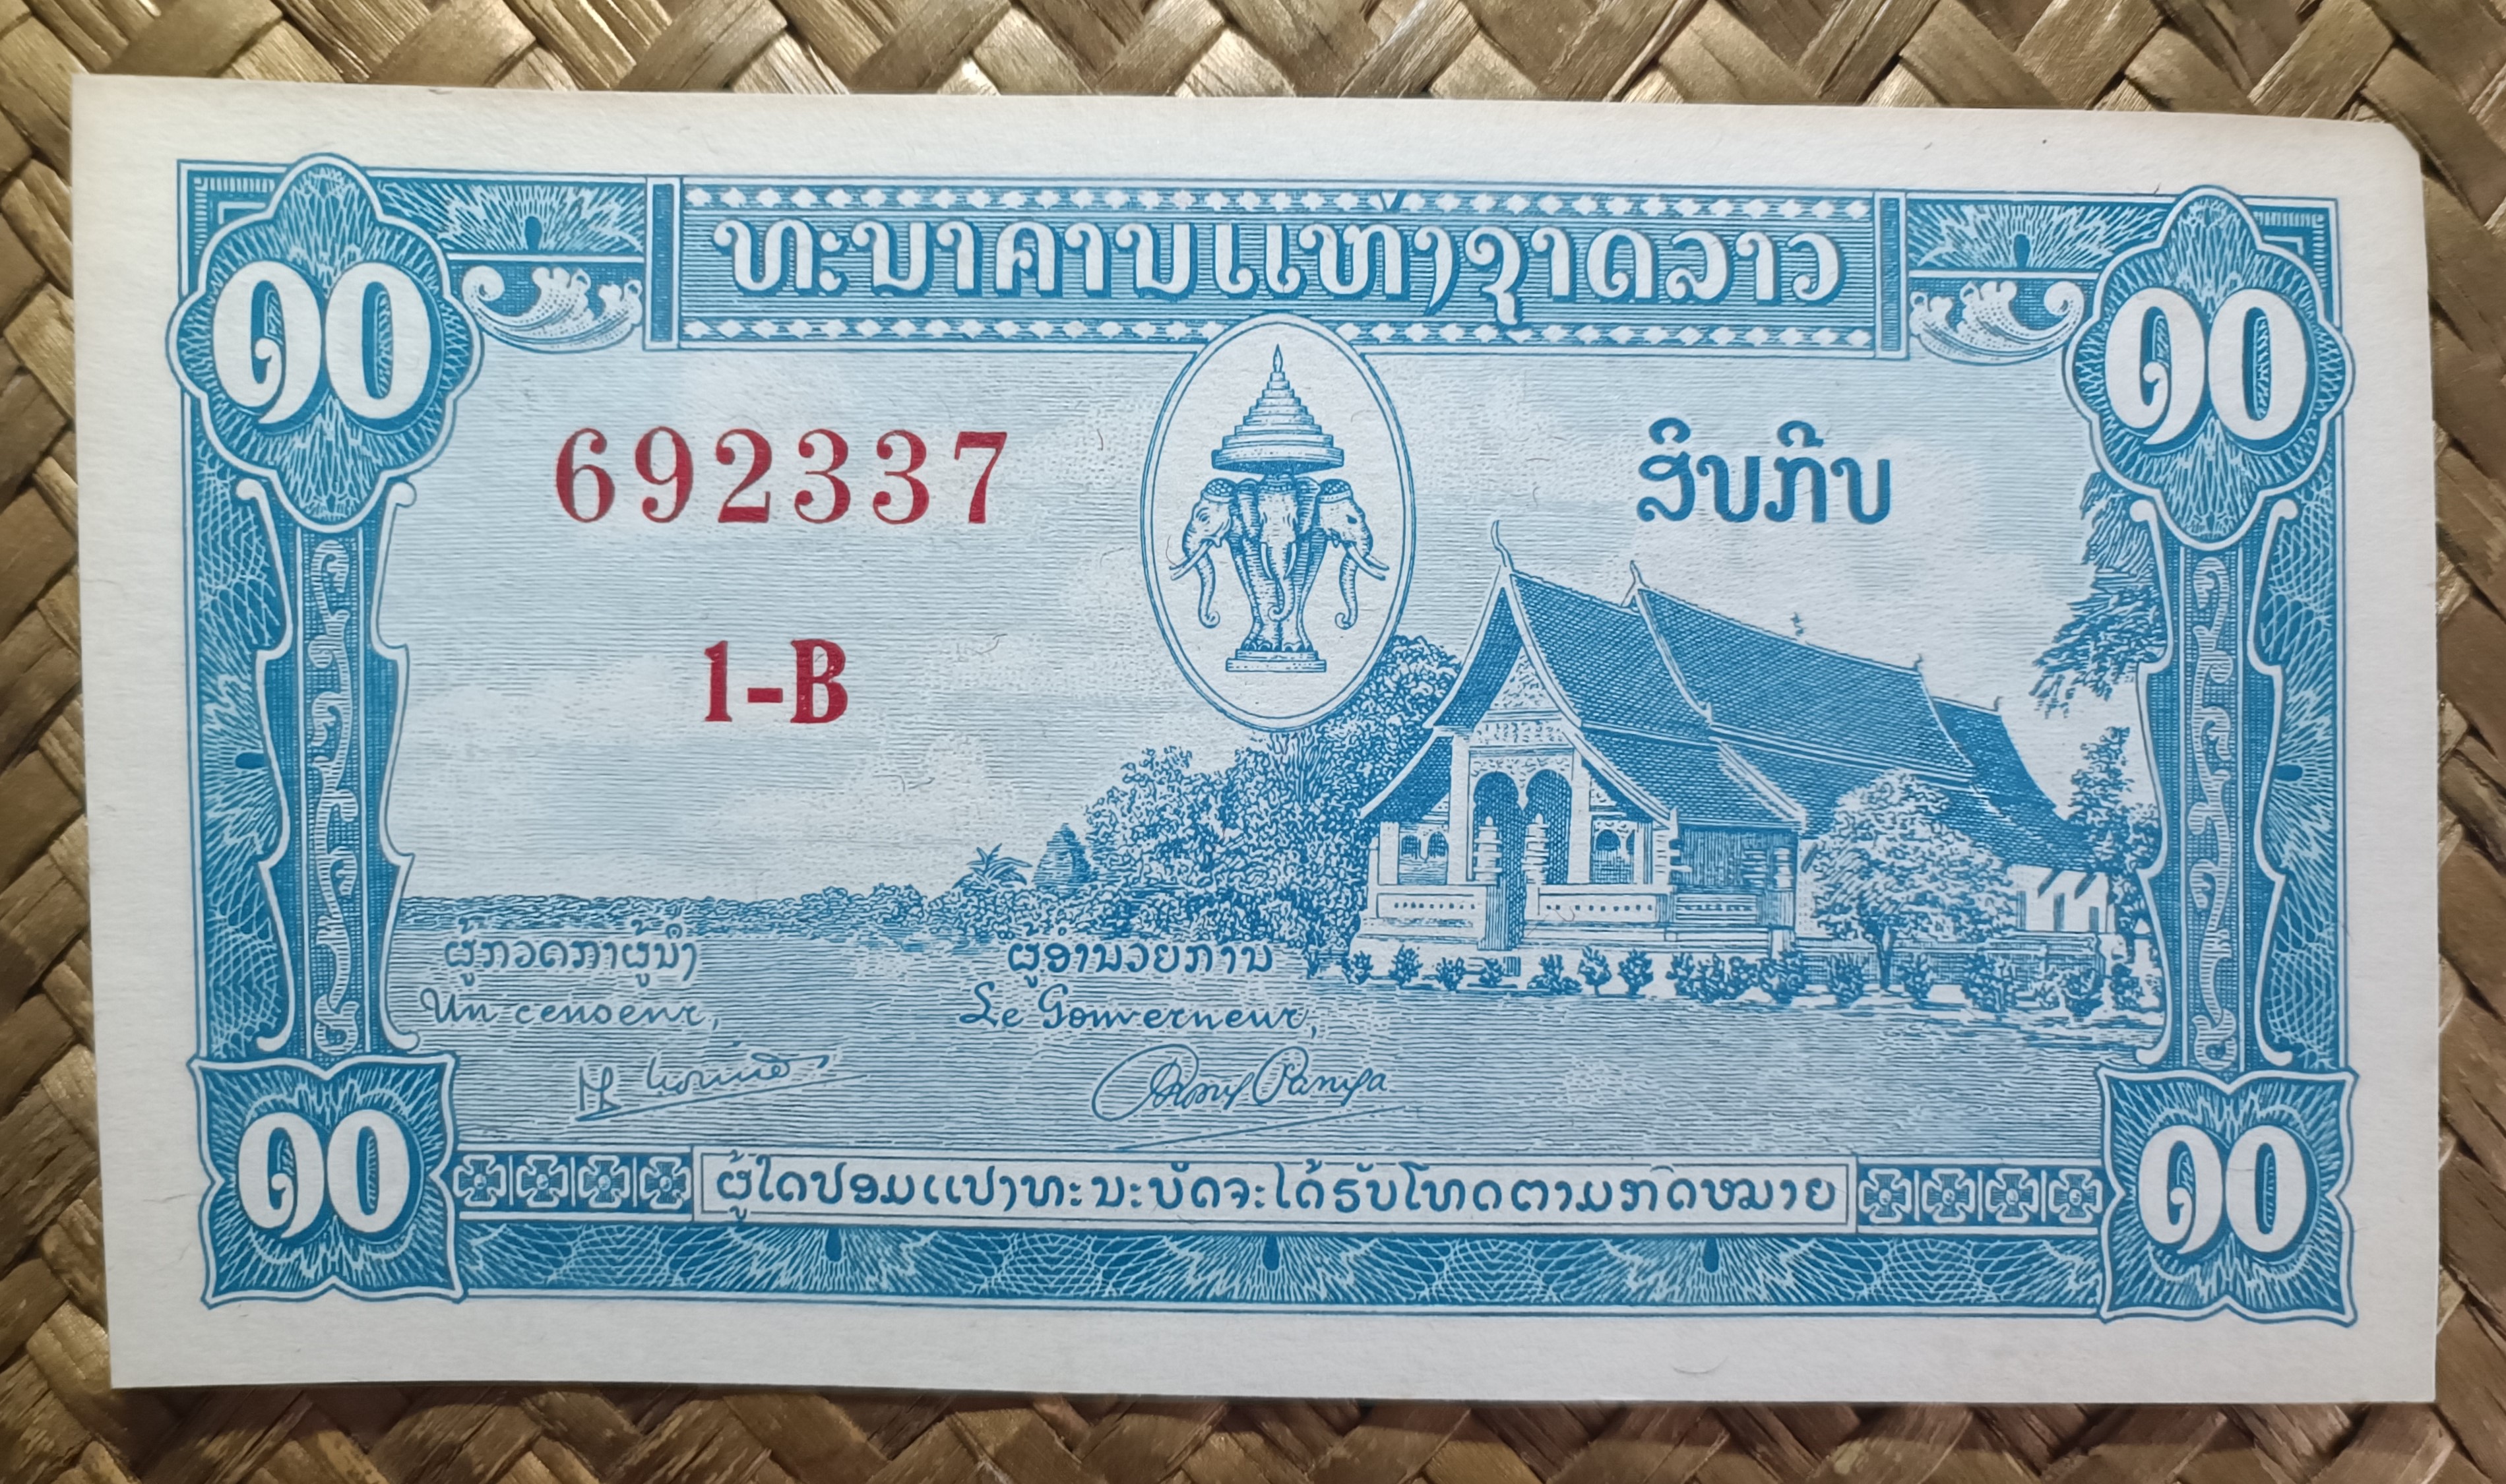 ທະນາຄານແຫ່ງຊາດລາວ
໑໐
໑໐
692337
ສິບກີບ
1-B
ຜູ້ກວດກາຜູ້ນຶ່ງ
ຜູ້ອຳນວຍການ
Un censeur,
Le Gouverneur,
໑໐
ຜູ້ໃດປອມແປງທະນະບັດຈະໄດ້ຮັບໂທດຕາມກົດຫມາຍ
໑໐